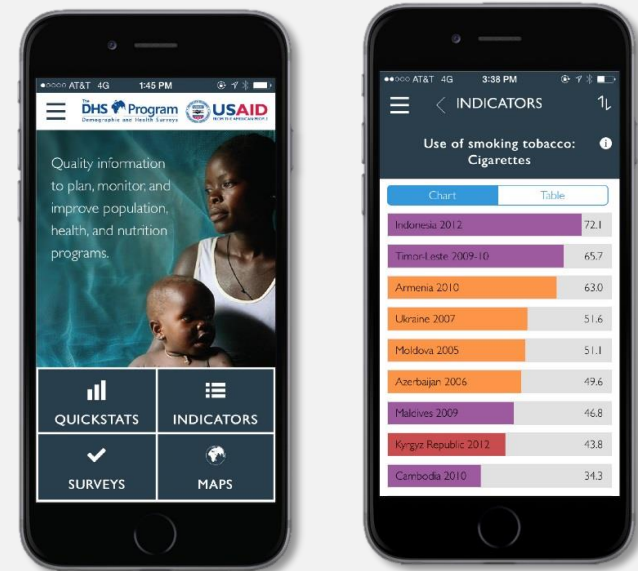 AT&T 4G 1:45 PM
The
DHS Program
Demographic and Health Surveys
USAID
FROM THE AMERICAN PEOPLE
Quality information
to plan, monitor, and
improve population,
health, and nutrition
programs.
QUICKSTATS
INDICATORS
SURVEYS
MAPS
AT&T 4G 3:38 PM
INDICATORS
Use of smoking tobacco:
Cigarettes
Chart Table
Indonesia 2012 72.1
Timor-Leste 2009-10 65.7
Armenia 2010 63.0
Ukraine 2007 51.6
Moldova 2005 51.1
Azerbaijan 2006 49.6
Maldives 2009 46.8
Kyrgyz Republic 2012 43.8
Cambodia 2010 34.3